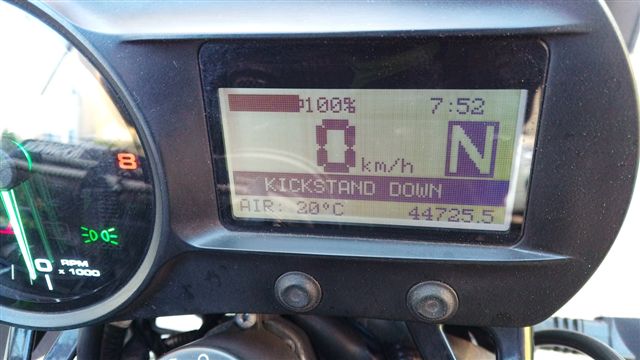 100% 7:52
0 km/h N
KICKSTAND DOWN
AIR: 20°C 44725.5
8
0 RPM
x 1000